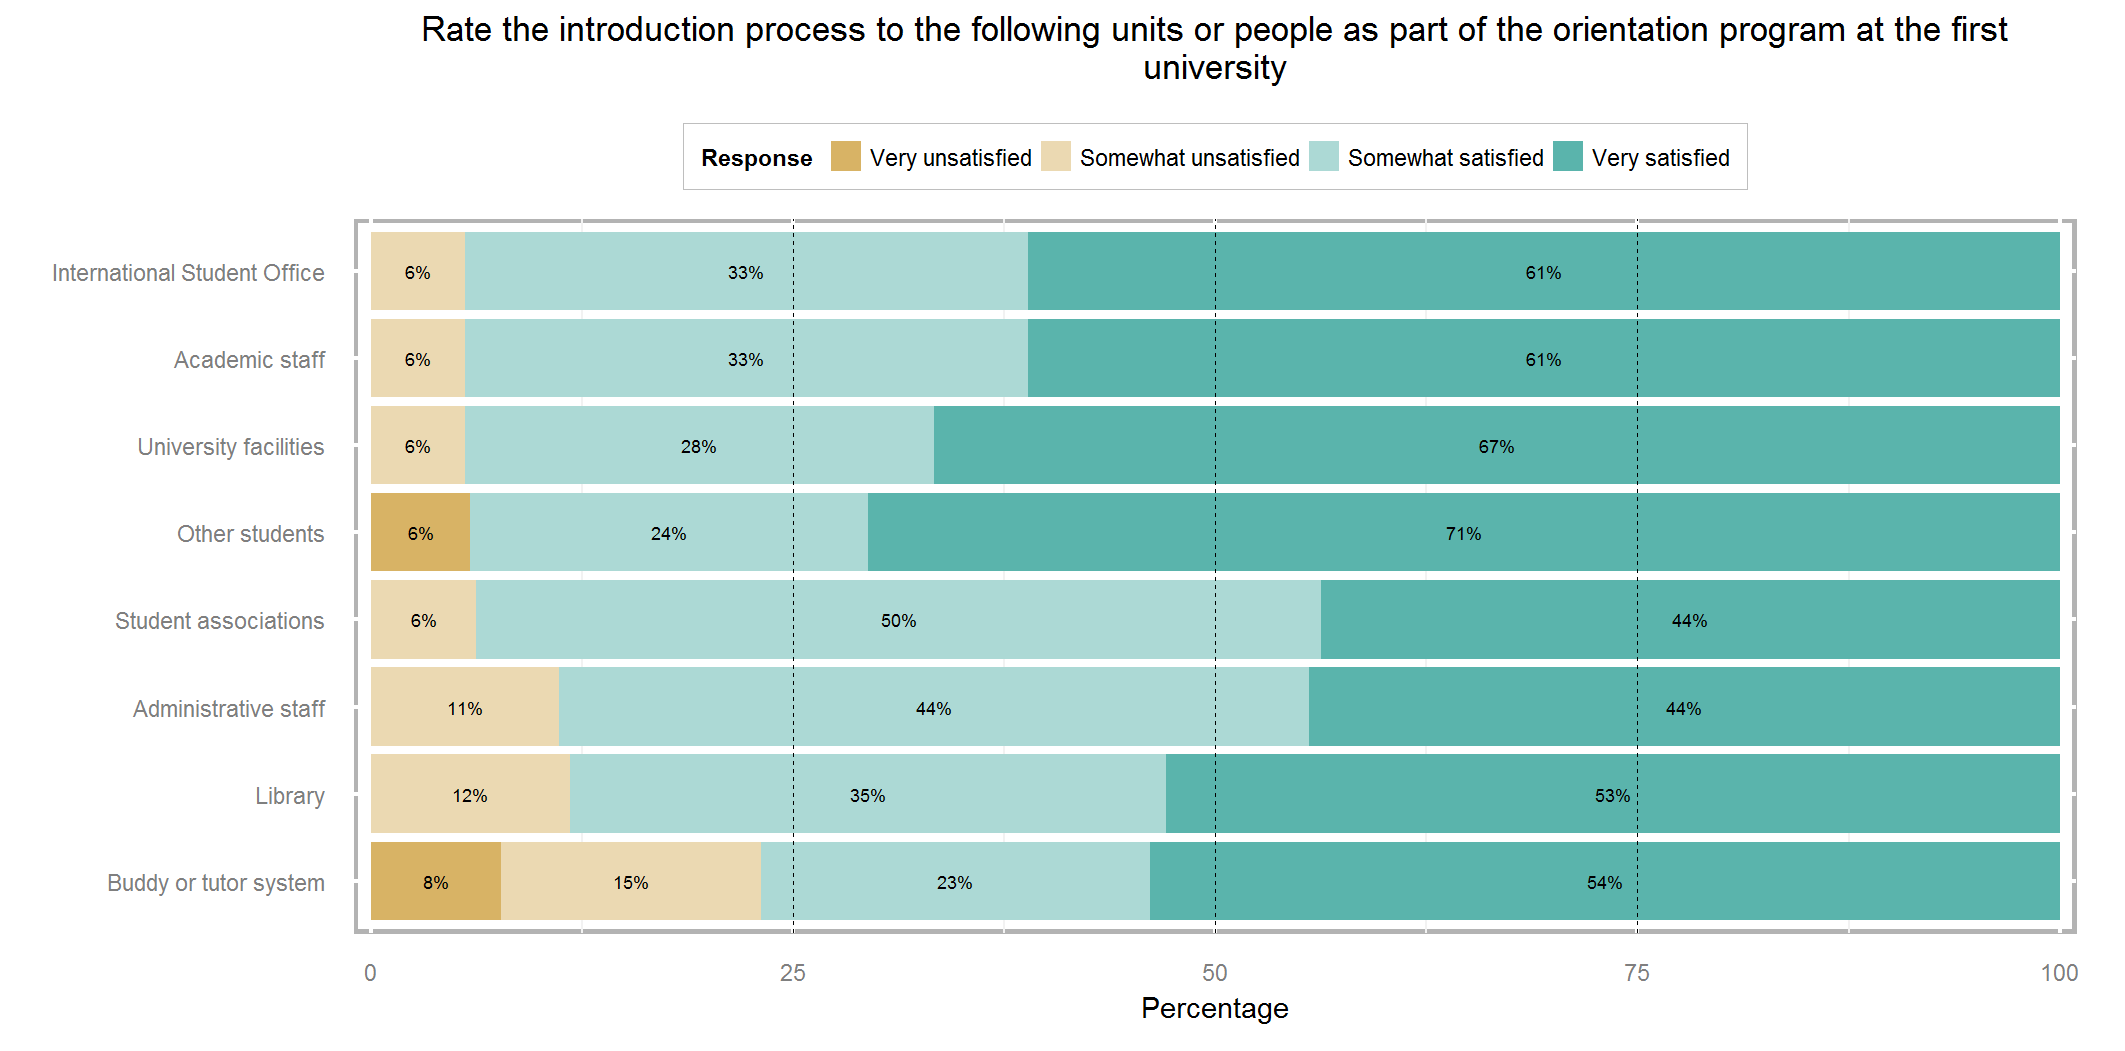 Rate the introduction process to the following units or people as part of the orientation program at the first
university
Response Very unsatisfied Somewhat unsatisfied Somewhat satisfied Very satisfied
International Student Office 6% 33% 61%
Academic staff 6% 33% 61%
University facilities 6% 28% 67%
Other students 6% 24% 71%
Student associations 6% 50% 44%
Administrative staff 11% 44% 44%
Library 12% 35% 53%
Buddy or tutor system 8% 15% 23% 54%
0 25 50 75 100
Percentage